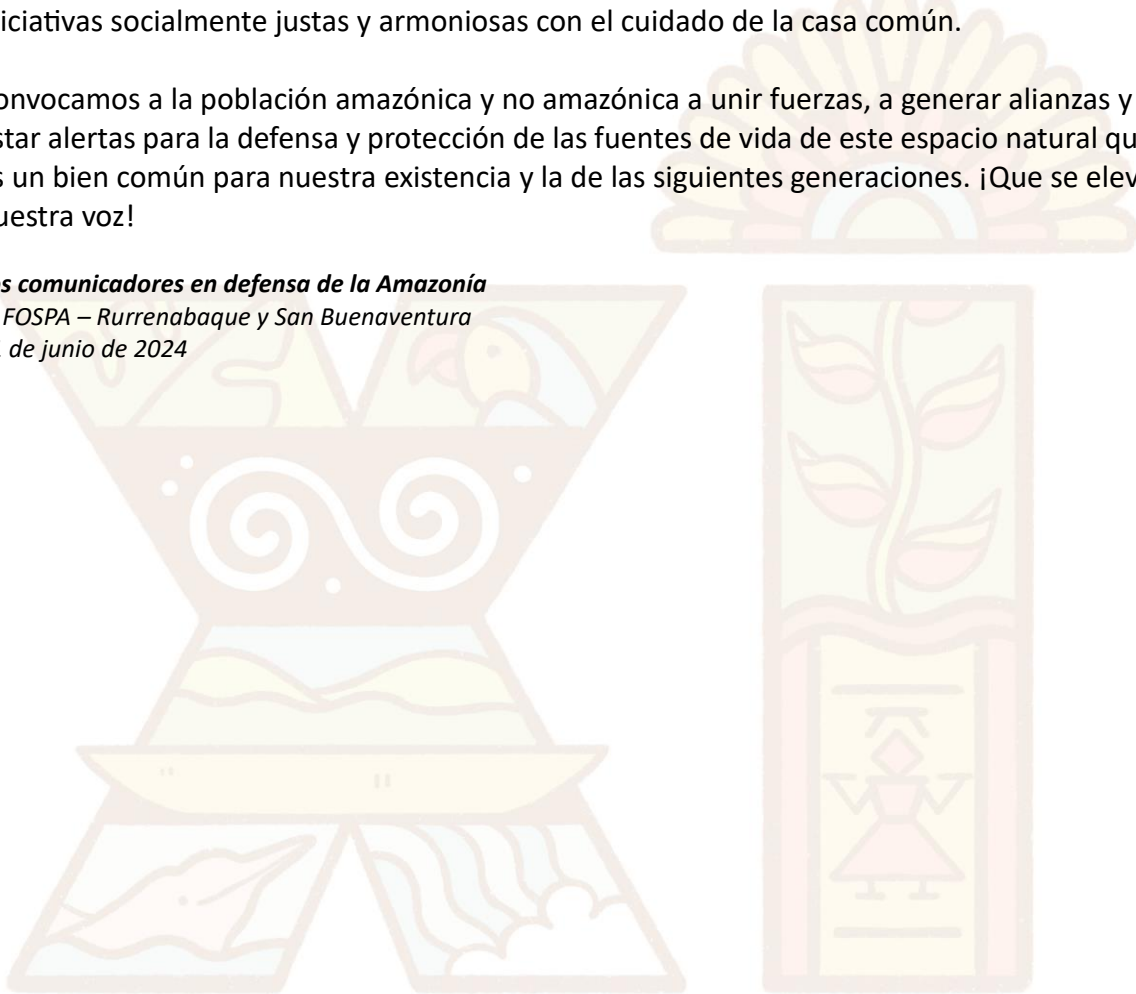 iciativas socialmente justas y armoniosas con el cuidado de la casa común.
onvocamos a la población amazónica y no amazónica a unir fuerzas, a generar alianzas y
star alertas para la defensa y protección de las fuentes de vida de este espacio natural qu
s un bien común para nuestra existencia y la de las siguientes generaciones. ¡Que se elev
uestra voz!
os comunicadores en defensa de la Amazonía
FOSPA – Rurrenabaque y San Buenaventura
de junio de 2024
XI